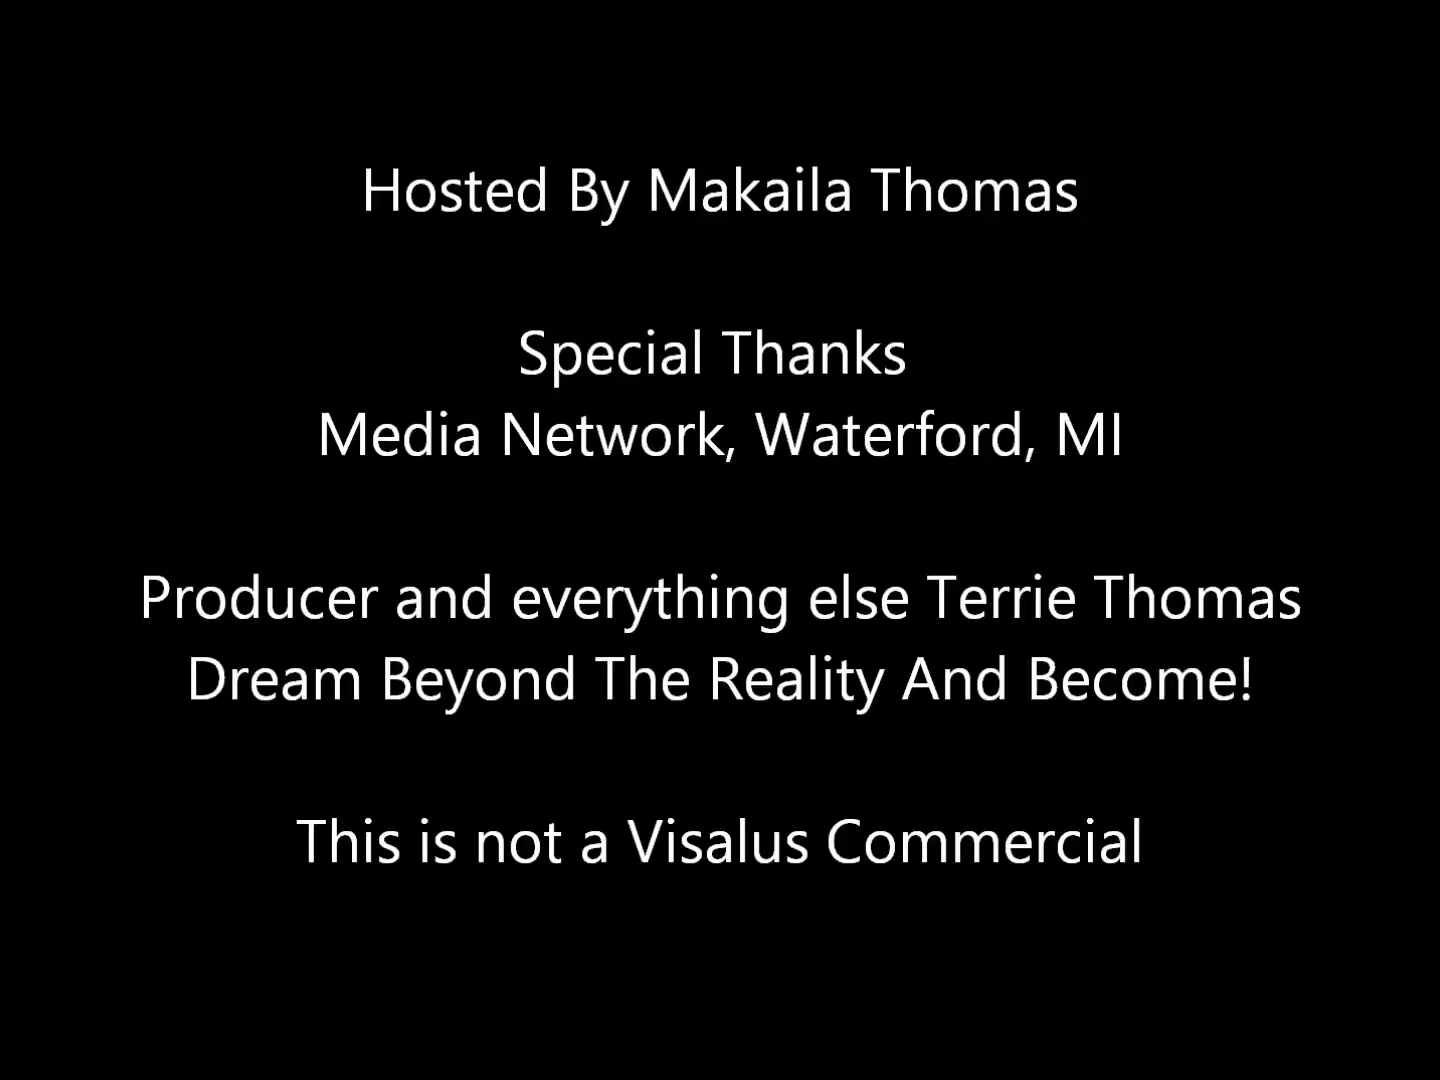 Hosted By Makaila Thomas
Special Thanks
Media Network, Waterford, MI
Producer and everything else Terrie Thomas
Dream Beyond The Reality And Become!
This is not a Visalus Commercial